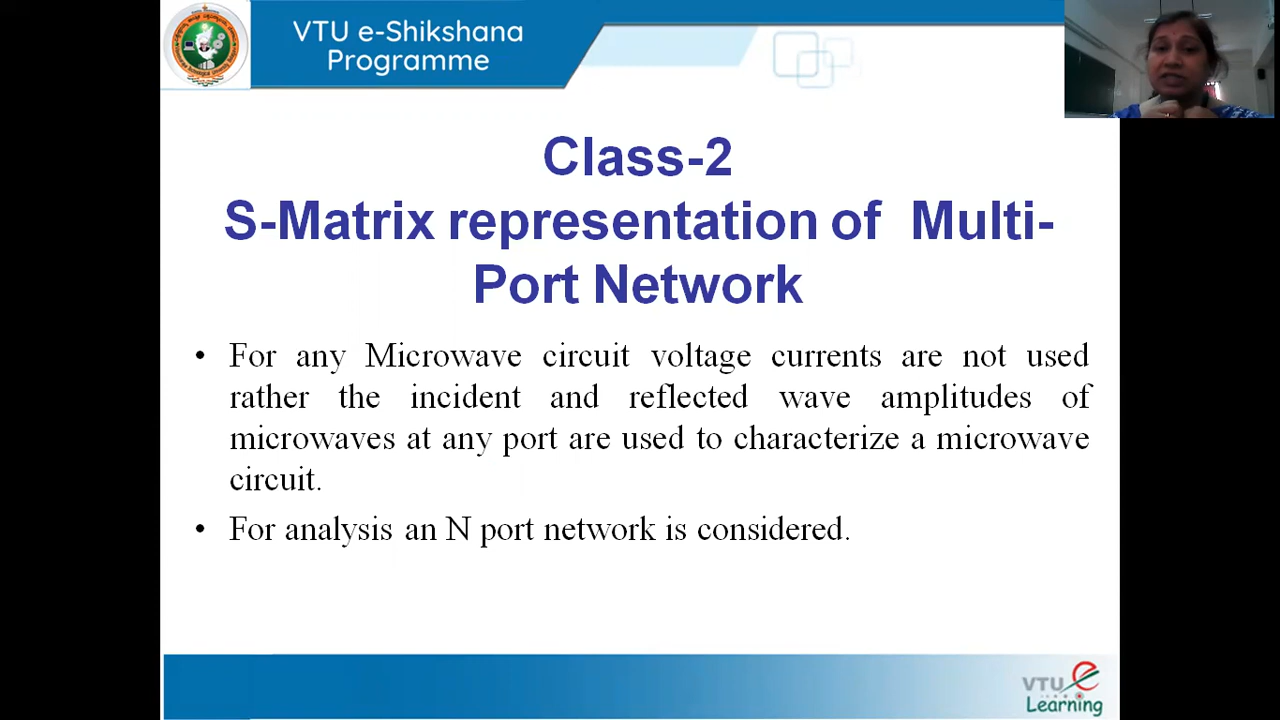 VTU e-Shikshana
Programme
Class-2
S-Matrix representation of Multi-
Port Network
• For any Microwave circuit voltage currents are not used
rather the incident and reflected wave amplitudes of
microwaves at any port are used to characterize a microwave
circuit.
• For analysis an N port network is considered.
VTU e
Learning